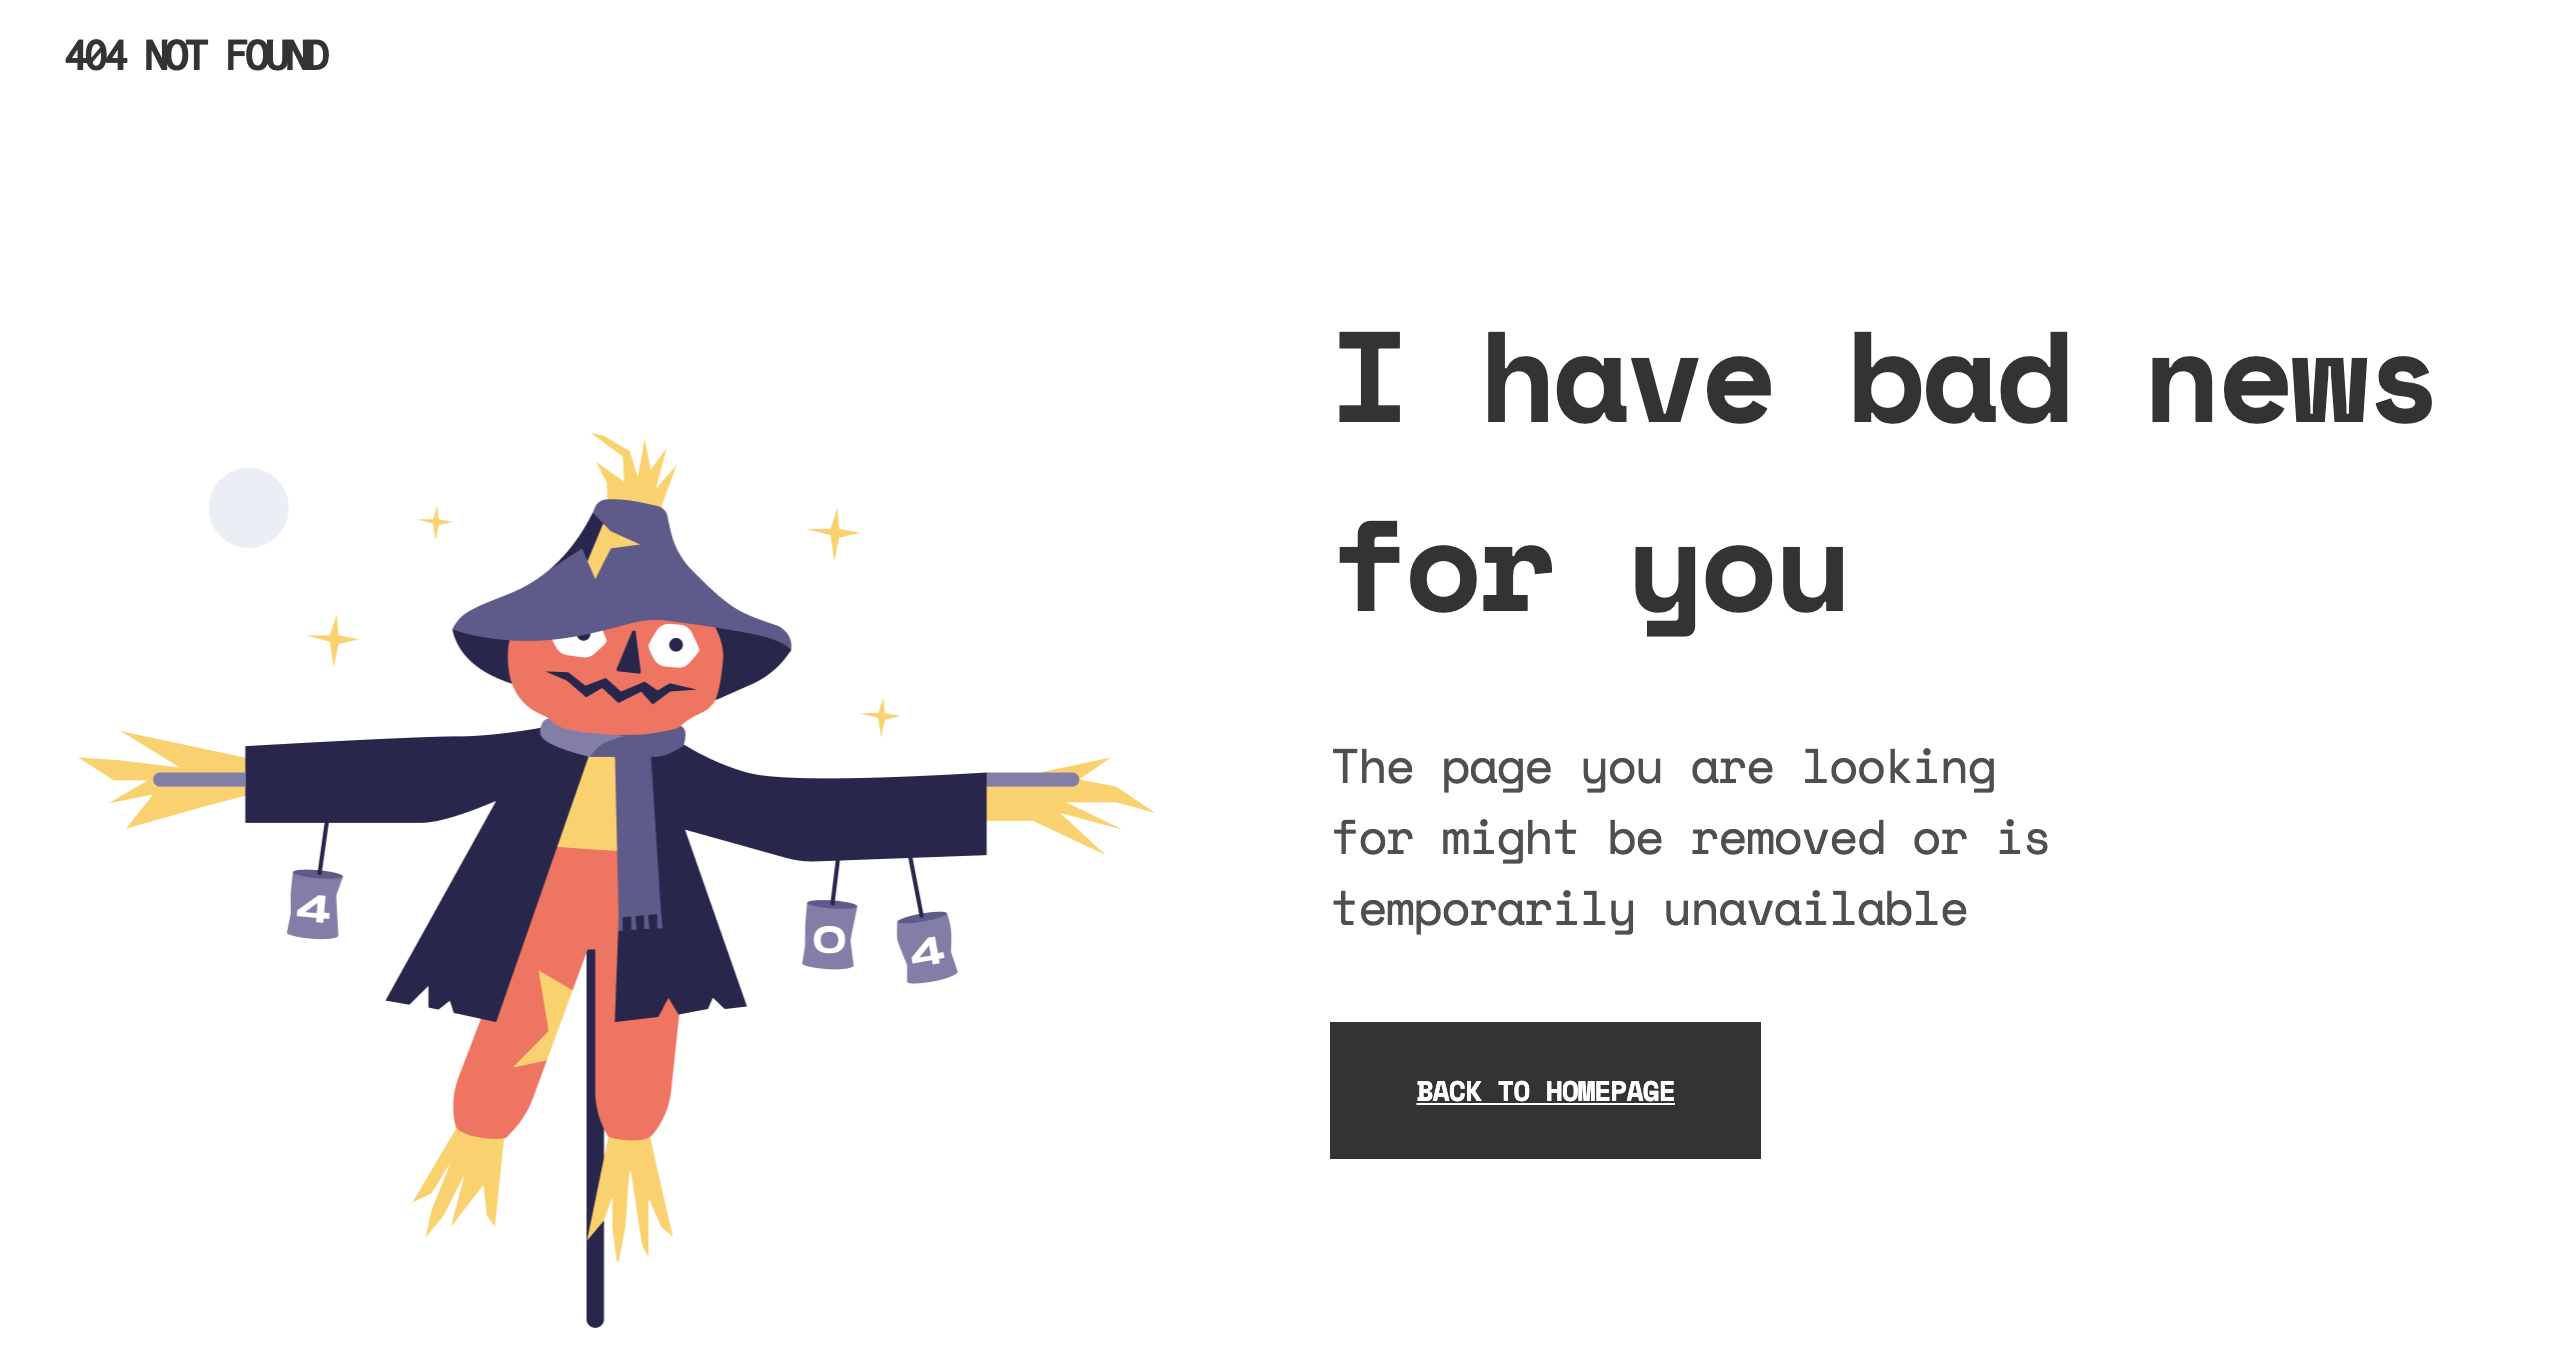 404 NOT FOUND
I have bad news
for you
The page you are looking
for might be removed or is
temporarily unavailable
BACK TO HOMEPAGE
4
0
4